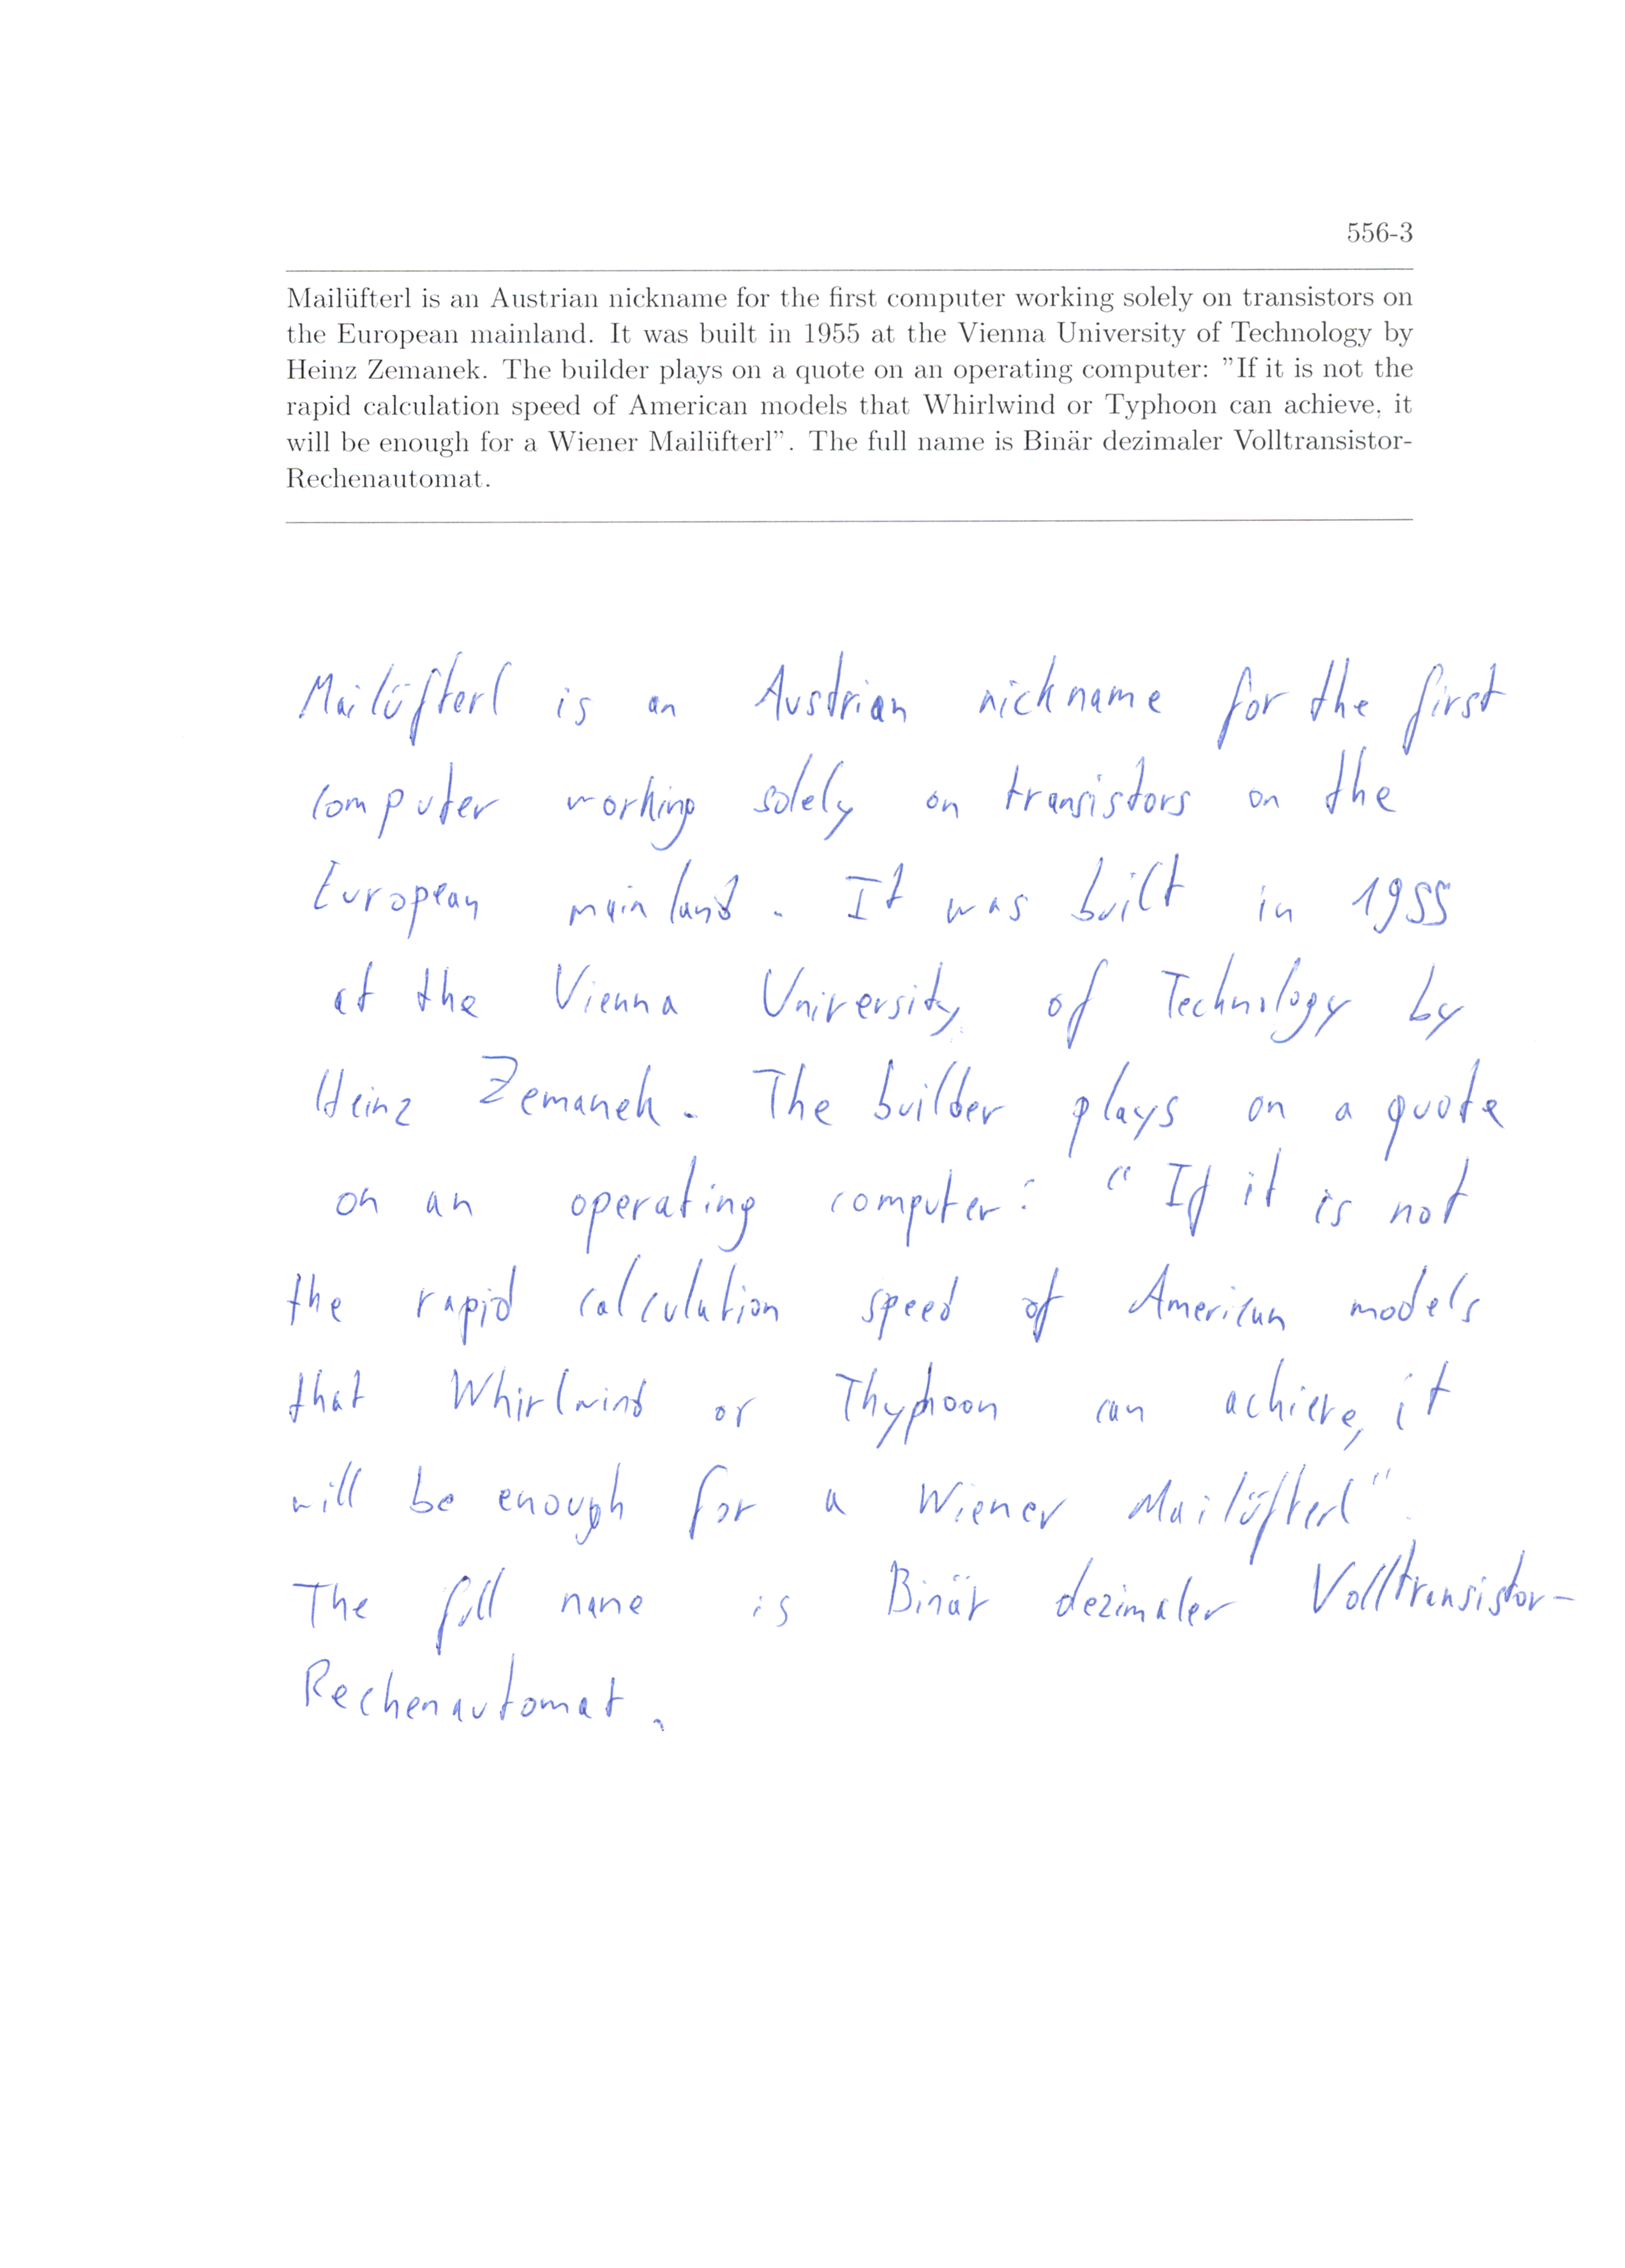 556-3
Mailüfterl is an Austrian nickname for the first computer working solely on transistors on
the European mainland. It was built in 1955 at the Vienna University of Technology by
Heinz Zemanek. The builder plays on a quote on an operating computer: ”If it is not the
rapid calculation speed of American models that Whirlwind or Typhoon can achieve, it
will be enough for a Wiener Mailüfterl”. The full name is Binär dezimaler Volltransistor-
Rechenautomat.
Mailüfterl is an Austrian nickname for the first
computer working solely on transistors on the
European mainland. It was built in 1955
at the Vienna University of Technology by
Heinz Zemanek. The builder plays on a quote
on an operating computer: “If it is not
the rapid calculation speed of American models
that Whirlwind or Thyphoon can achieve, it
will be enough for a Wiener Mailüfterl”.
The full name is Binär dezimaler Volltransistor-
Rechenautomat.